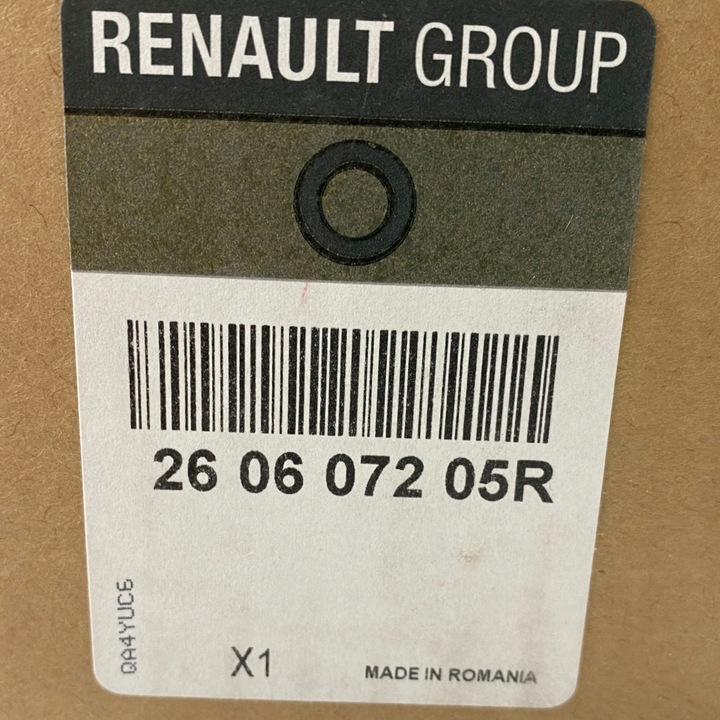 RENAULT GROUP
26 06 072 05R
QA4YUC6
X1
MADE IN ROMANIA